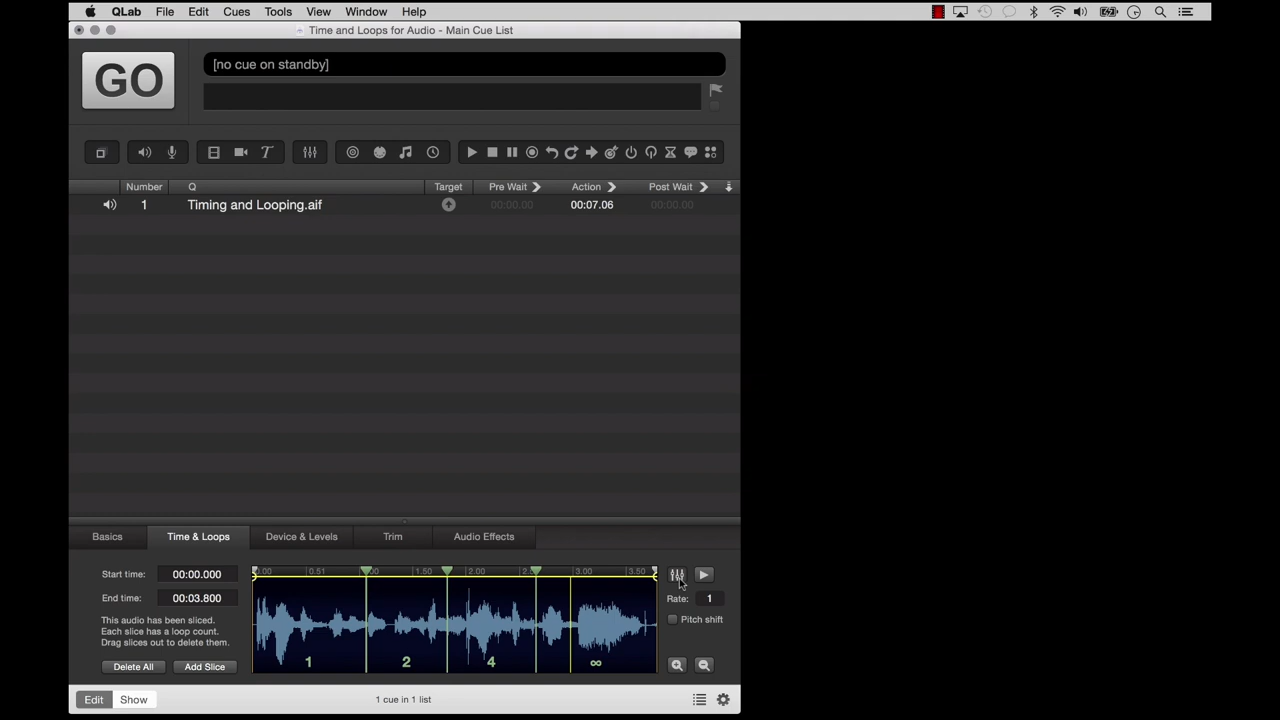 QLab File Edit Cues Tools View Window Help
Time and Loops for Audio - Main Cue List
GO
[no cue on standby]
Number Q Target Pre Wait Action Post Wait
1 Timing and Looping.aif 00:00.00 00:07.06 00:00.00
Basics Time & Loops Device & Levels Trim Audio Effects
Start time: 00:00.000
End time: 00:03.800
This audio has been sliced.
Each slice has a loop count.
Drag slices out to delete them.
Delete All Add Slice
0.51 1.50 2.00 3.00 3.50
1 2 4 ∞
Rate: 1
Pitch shift
Edit Show 1 cue in 1 list